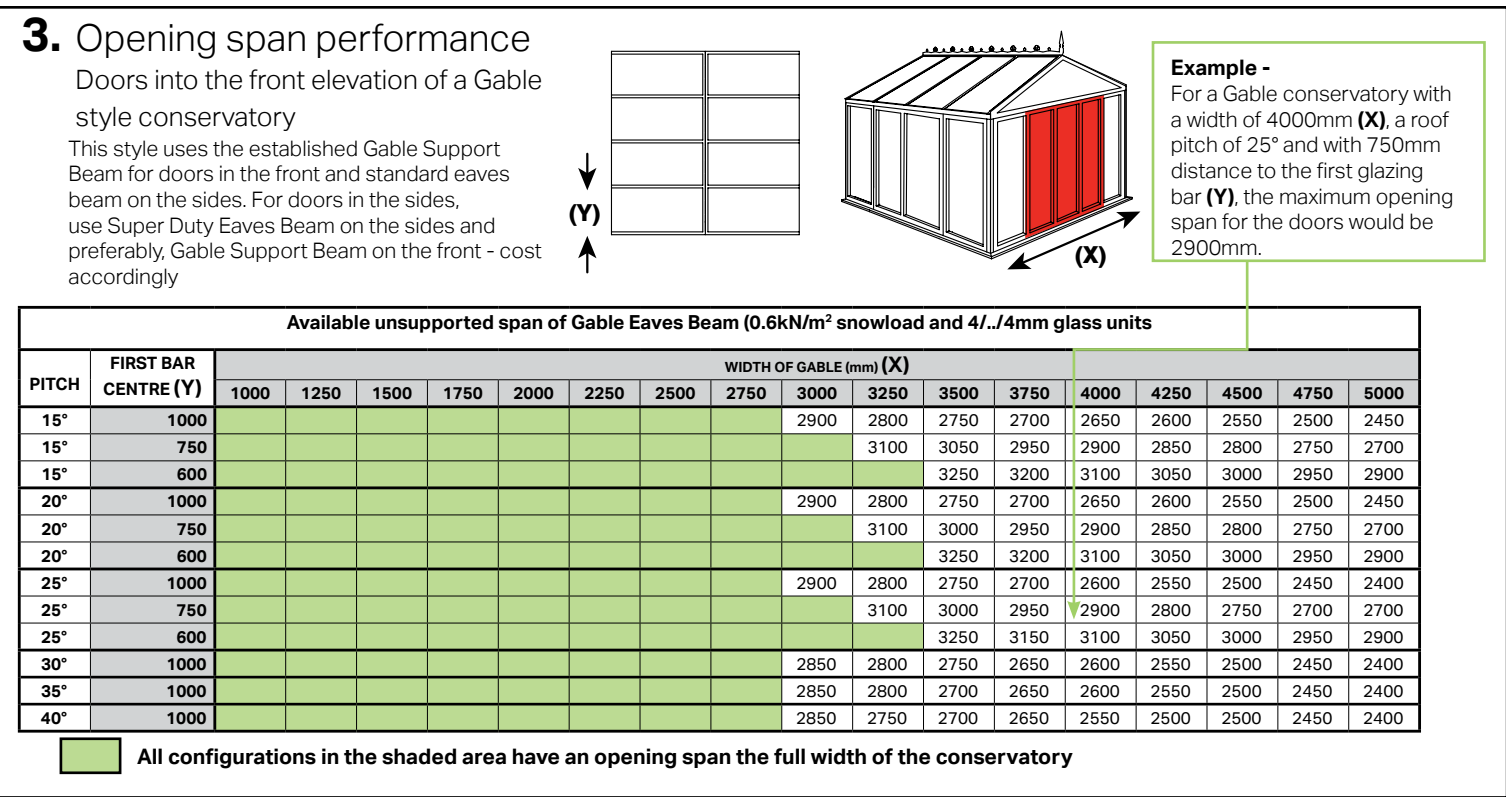 3. Opening span performance
Doors into the front elevation of a Gable
style conservatory
This style uses the established Gable Support
Beam for doors in the front and standard eaves
beam on the sides. For doors in the sides,
use Super Duty Eaves Beam on the sides and
preferably, Gable Support Beam on the front - cost
accordingly
(Y)
(X)
Example -
For a Gable conservatory with
a width of 4000mm (X), a roof
pitch of 25° and with 750mm
distance to the first glazing
bar (Y), the maximum opening
span for the doors would be
2900mm.
Available unsupported span of Gable Eaves Beam (0.6kN/m² snowload and 4/../4mm glass units
PITCH FIRST BAR CENTRE (Y) WIDTH OF GABLE (mm) (X)
1000 1250 1500 1750 2000 2250 2500 2750 3000 3250 3500 3750 4000 4250 4500 4750 5000
15° 1000 2900 2800 2750 2700 2650 2600 2550 2500 2450
15° 750 3100 3050 2950 2900 2850 2800 2750 2700
15° 600 3250 3200 3100 3050 3000 2950 2900
20° 1000 2900 2800 2750 2700 2650 2600 2550 2500 2450
20° 750 3100 3000 2950 2900 2850 2800 2750 2700
20° 600 3250 3200 3100 3050 3000 2950 2900
25° 1000 2900 2800 2750 2700 2600 2550 2500 2450 2400
25° 750 3100 3000 2950 2900 2800 2750 2700 2700
25° 600 3250 3150 3100 3050 3000 2950 2900
30° 1000 2850 2800 2750 2650 2600 2550 2500 2450 2400
35° 1000 2850 2800 2700 2650 2600 2550 2500 2450 2400
40° 1000 2850 2750 2700 2650 2550 2500 2500 2450 2400
All configurations in the shaded area have an opening span the full width of the conservatory